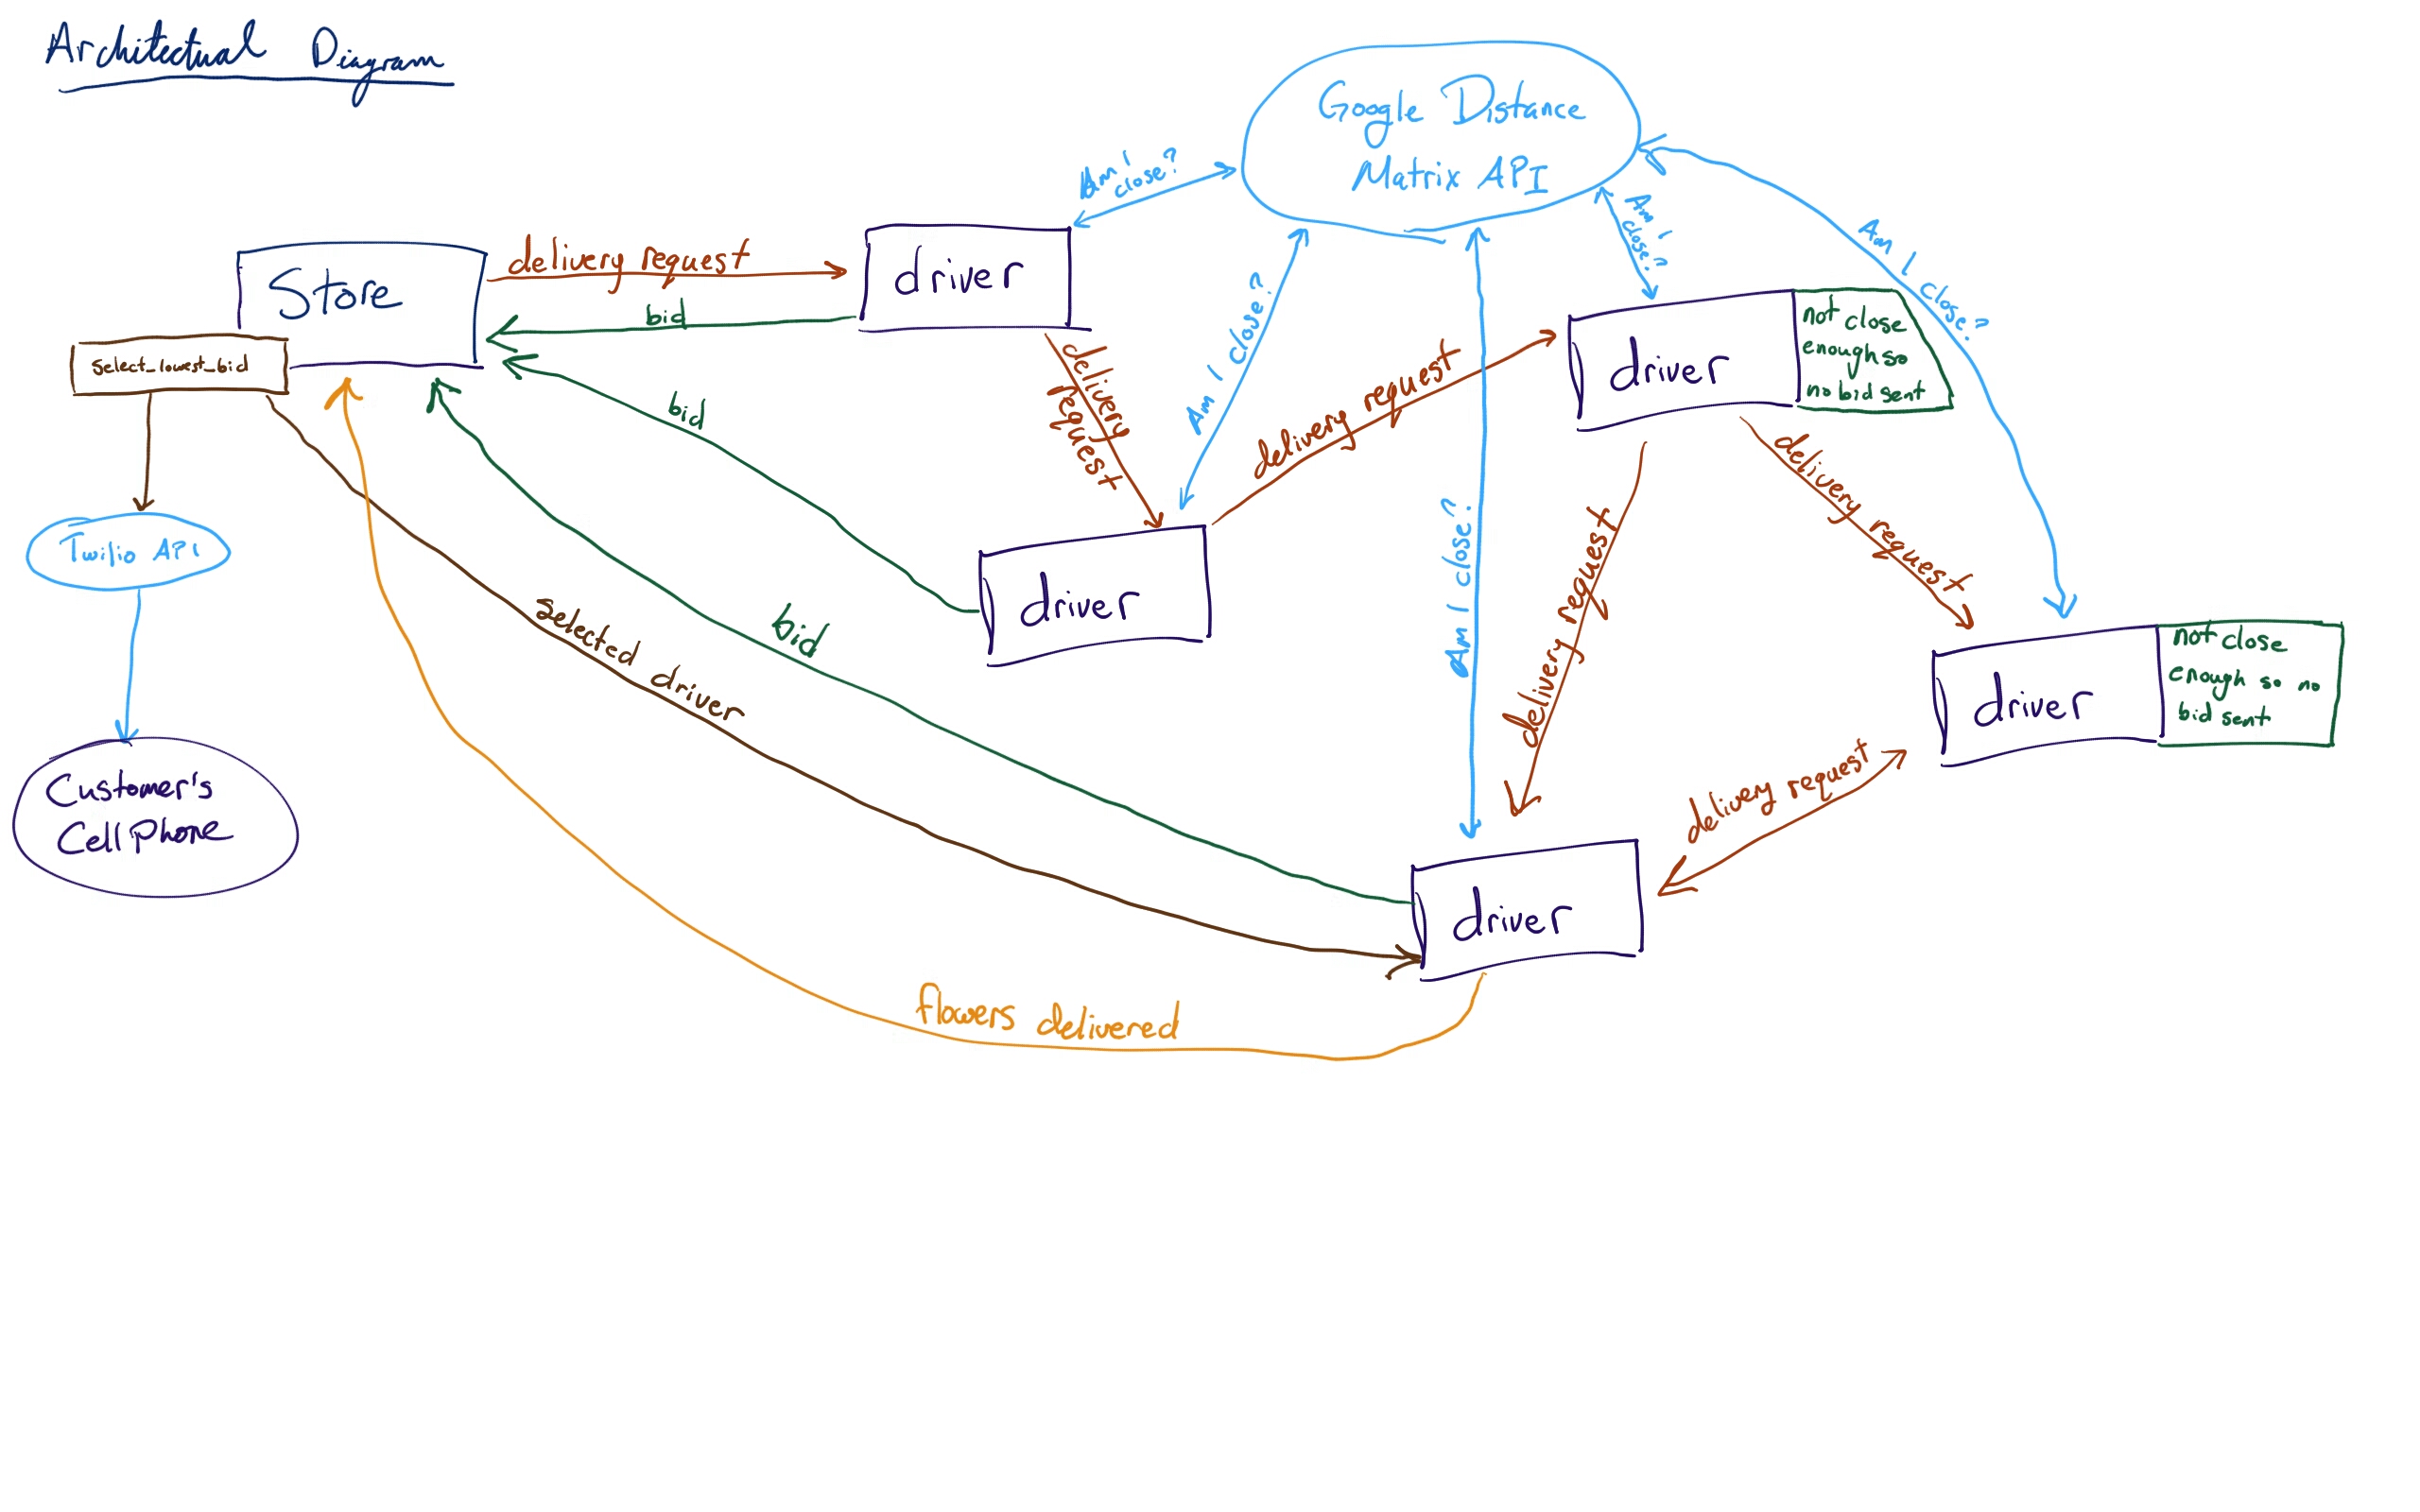 Architectual Diagram
Google Distance
Matrix API
Am I
close?
Am I
close?
Am I close?
Store
delivery request
driver
bid
Am I close?
not close
enough so
no bid sent
driver
select_lowest_bid
delivery
request
delivery request
bid
Twilio API
driver
Am I close?
delivery request
delivery request
selected driver
bid
driver
not close
enough so no
bid sent
Customer's
Cell Phone
delivery request
driver
flowers delivered